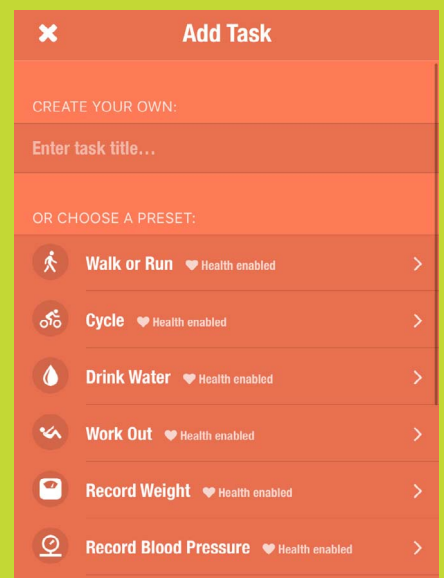 Add Task
CREATE YOUR OWN:
Enter task title...
OR CHOOSE A PRESET:
Walk or Run Health enabled
Cycle Health enabled
Drink Water Health enabled
Work Out Health enabled
Record Weight Health enabled
Record Blood Pressure Health enabled